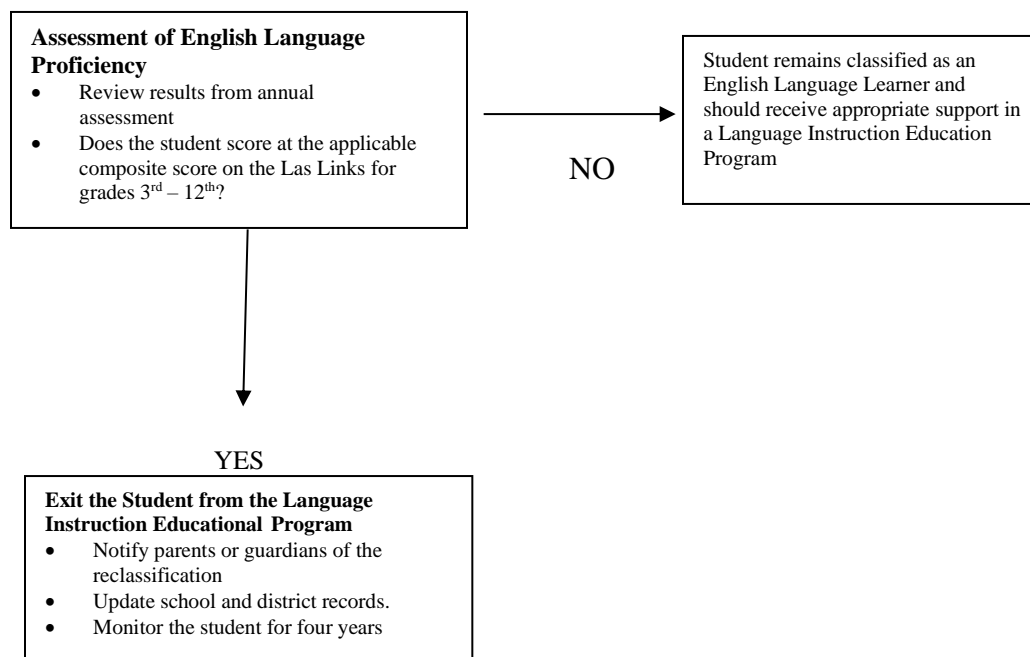 Assessment of English Language
Proficiency
• Review results from annual
assessment
• Does the student score at the applicable
composite score on the Las Links for
grades 3rd – 12th?
NO
Student remains classified as an
English Language Learner and
should receive appropriate support in
a Language Instruction Education
Program
YES
Exit the Student from the Language
Instruction Educational Program
• Notify parents or guardians of the
reclassification
• Update school and district records.
• Monitor the student for four years